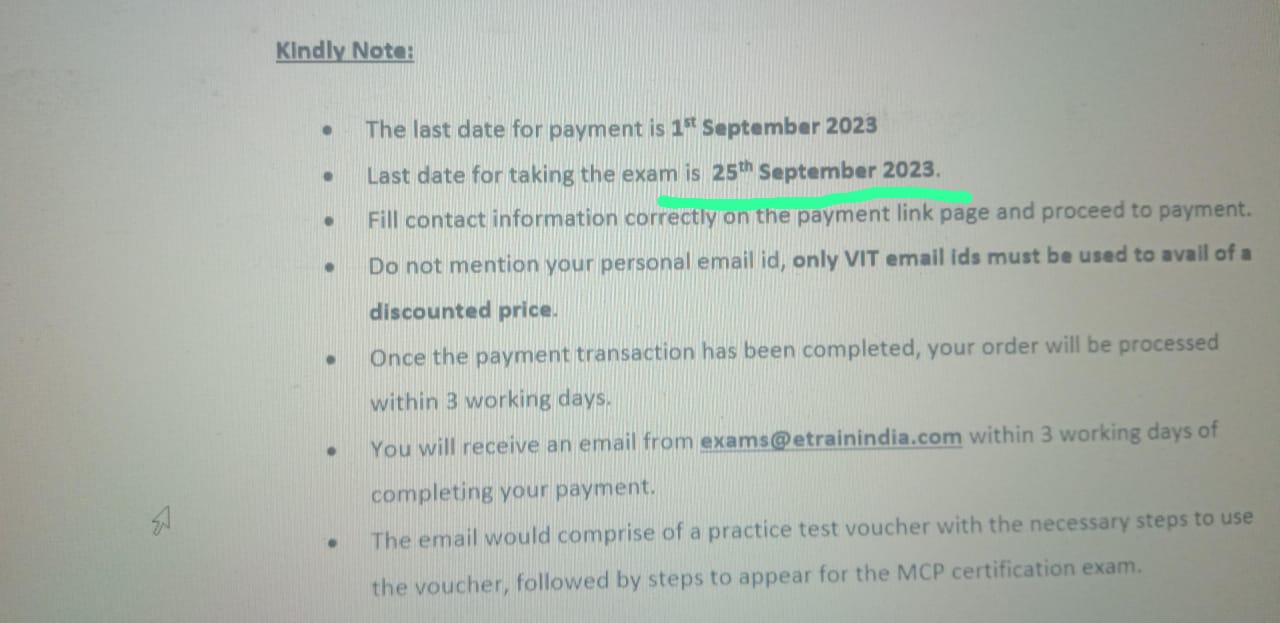 Kindly Note:
• The last date for payment is 1st September 2023
• Last date for taking the exam is 25th September 2023.
• Fill contact information correctly on the payment link page and proceed to payment.
• Do not mention your personal email id, only VIT email ids must be used to avail of a
discounted price.
• Once the payment transaction has been completed, your order will be processed
within 3 working days.
• You will receive an email from exams@etrainindia.com within 3 working days of
completing your payment.
• The email would comprise of a practice test voucher with the necessary steps to use
the voucher, followed by steps to appear for the MCP certification exam.